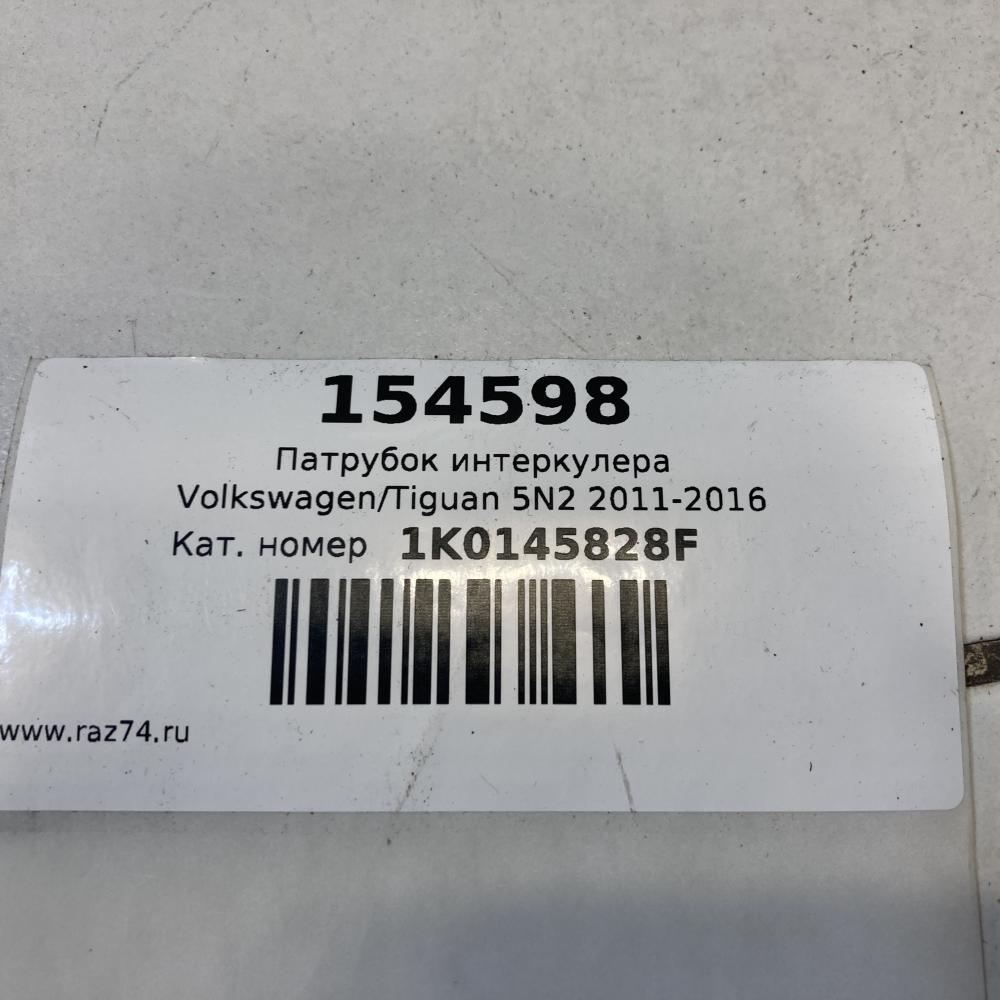 154598
Патрубок интеркулера
Volkswagen/Tiguan 5N2 2011-2016
Кат. номер 1K0145828F
www.raz74.ru